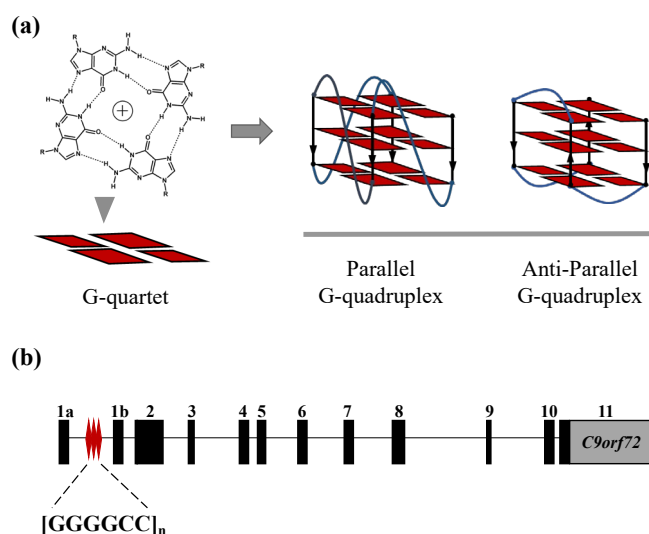 (a)
R
N
N
N
N
H
H
N
R
N
H
O
O
N
H
N
N
N
H
+
H
N
H
O
O
H
N
N
N
N
N
H
H
N
R
N
R
G-quartet
Parallel
G-quadruplex
Anti-Parallel
G-quadruplex
(b)
1a 1b 2 3 4 5 6 7 8 9 10 11
C9orf72
[GGGGCC]n